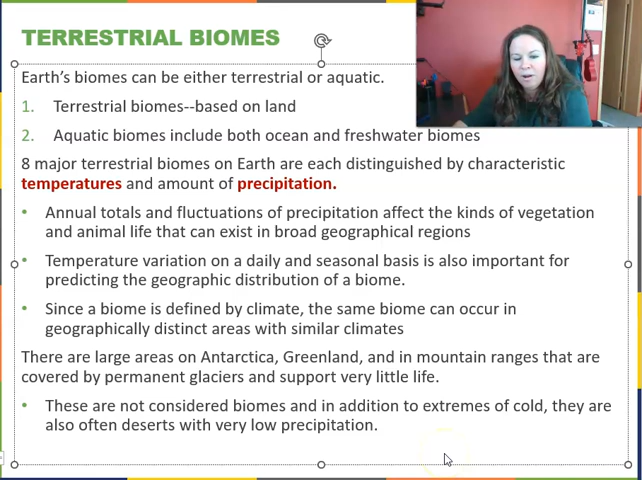 TERRESTRIAL BIOMES
Earth's biomes can be either terrestrial or aquatic.
1. Terrestrial biomes--based on land
2. Aquatic biomes include both ocean and freshwater biomes
8 major terrestrial biomes on Earth are each distinguished by characteristic
temperatures and amount of precipitation.
• Annual totals and fluctuations of precipitation affect the kinds of vegetation
and animal life that can exist in broad geographical regions
• Temperature variation on a daily and seasonal basis is also important for
predicting the geographic distribution of a biome.
• Since a biome is defined by climate, the same biome can occur in
geographically distinct areas with similar climates
There are large areas on Antarctica, Greenland, and in mountain ranges that are
covered by permanent glaciers and support very little life.
• These are not considered biomes and in addition to extremes of cold, they are
also often deserts with very low precipitation.